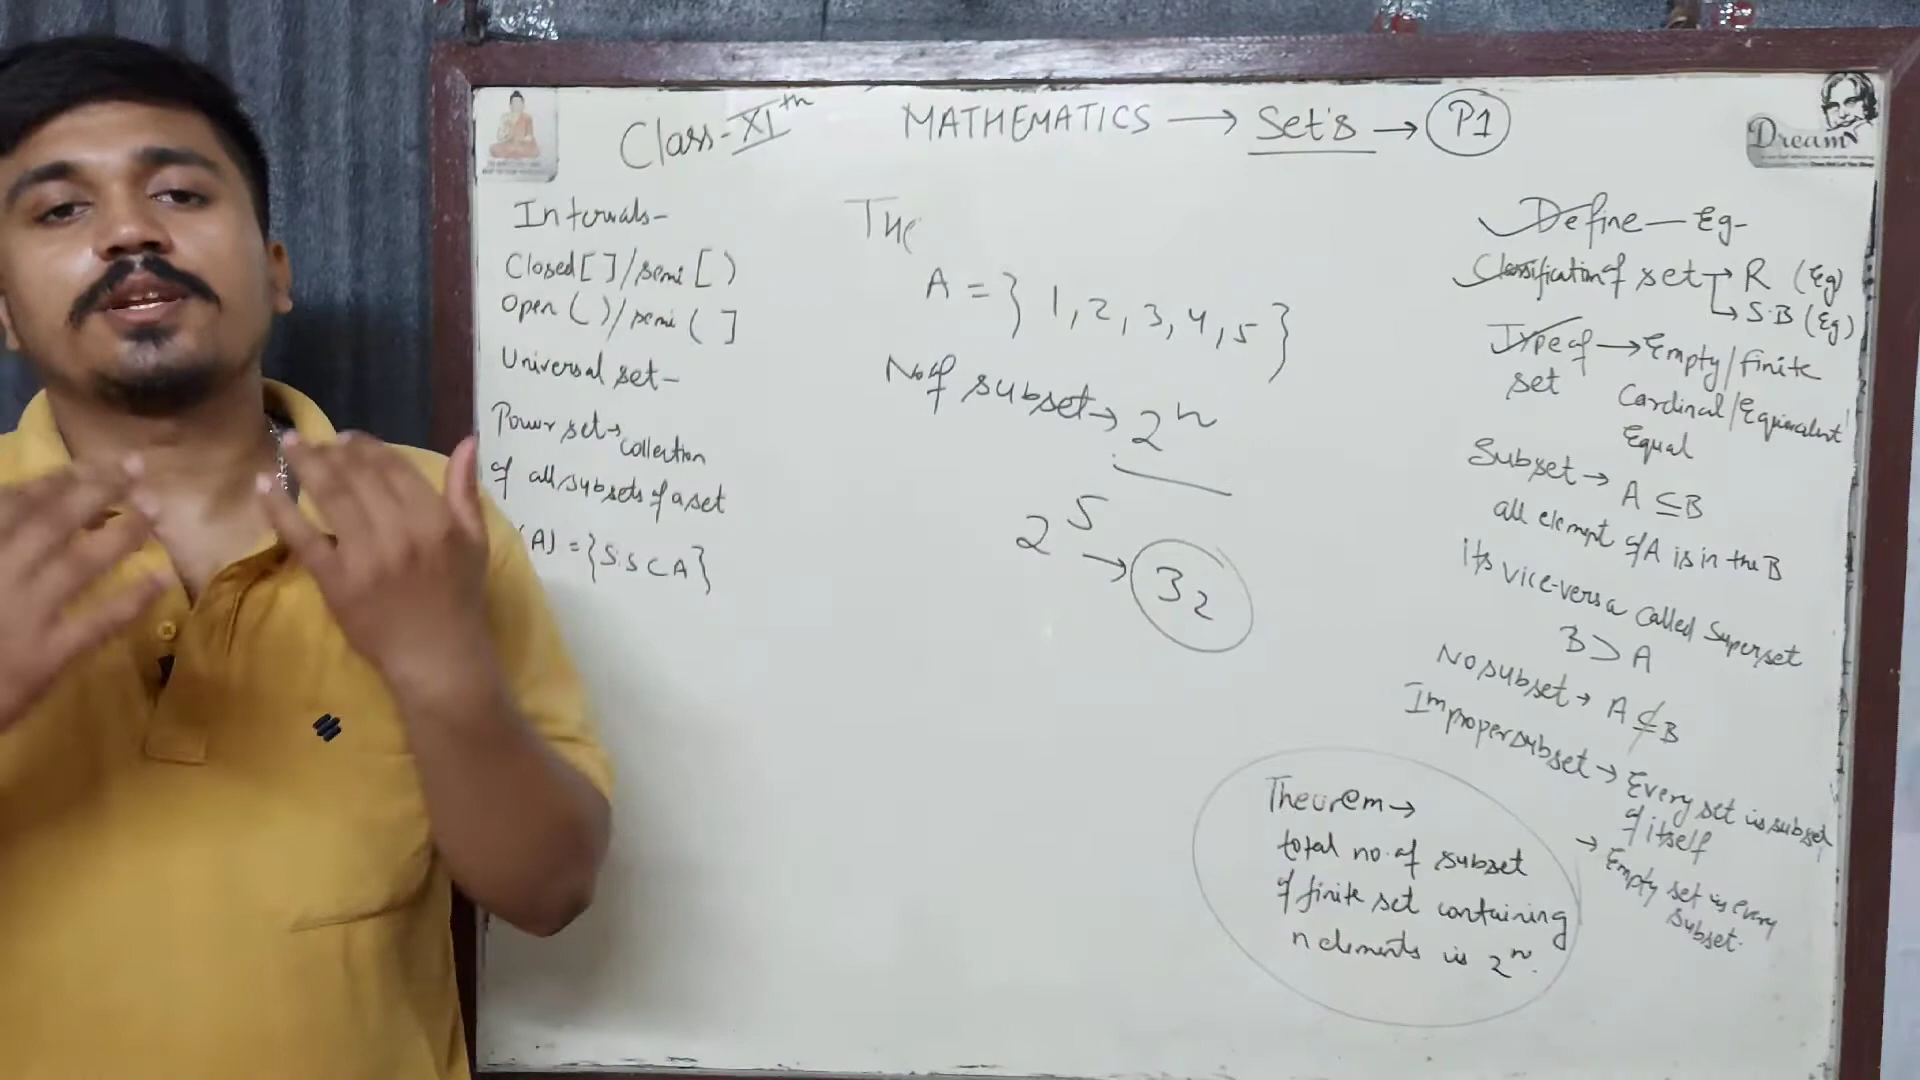 Class-XIth MATHEMATICS → Set's → P1
Dream
Intervals-
Closed [ ] / semi [ )
Open ( ) / semi ( ]
Universal set-
Power set → collection
of all subsets of a set
(A) = {S:S⊂A}
The
A = } 1, 2, 3, 4, 5 }
No of subset → 2ⁿ
2⁵
→ 32
Define - Eg-
Classification of set → R (Eg)
→ S.B (Eg)
Type of → Empty / finite
set Cardinal / Equivalent
Equal
Subset → A ⊆ B
all element of A is in the B
its vice-versa called Superset
B ⊃ A
No subset → A ⊄ B
Improper subset → Every set is subset
of itself
→ Empty set is every
subset.
Theorem →
total no. of subset
of finite set containing
n elements is 2ⁿ.